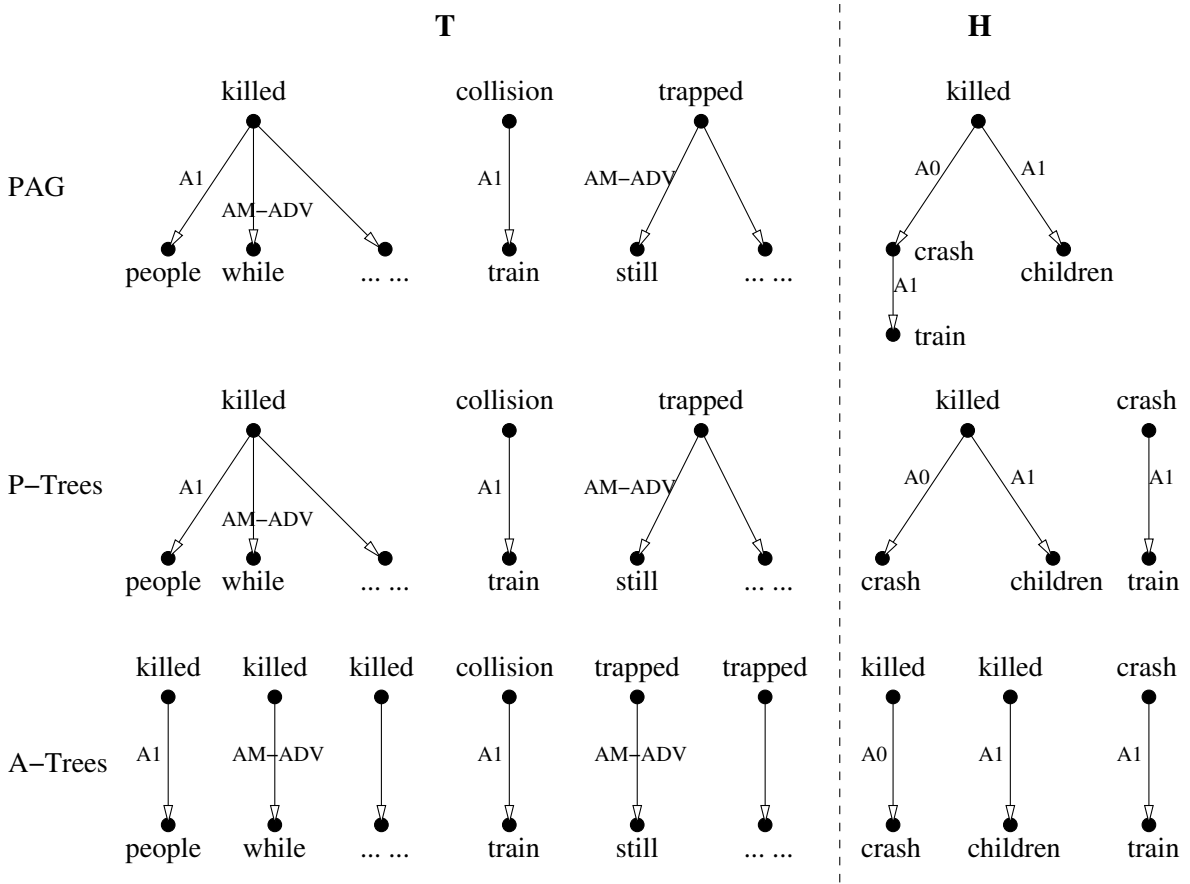 T H
killed collision trapped killed
PAG A1 AM-ADV A1 AM-ADV A0 A1
people while ... ... train still ... ... crash children
A1
train
killed collision trapped killed crash
P-Trees A1 AM-ADV A1 AM-ADV A0 A1 A1
people while ... ... train still ... ... crash children train
killed killed killed collision trapped trapped killed killed crash
A-Trees A1 AM-ADV A1 AM-ADV A0 A1 A1
people while ... ... train still ... ... crash children train